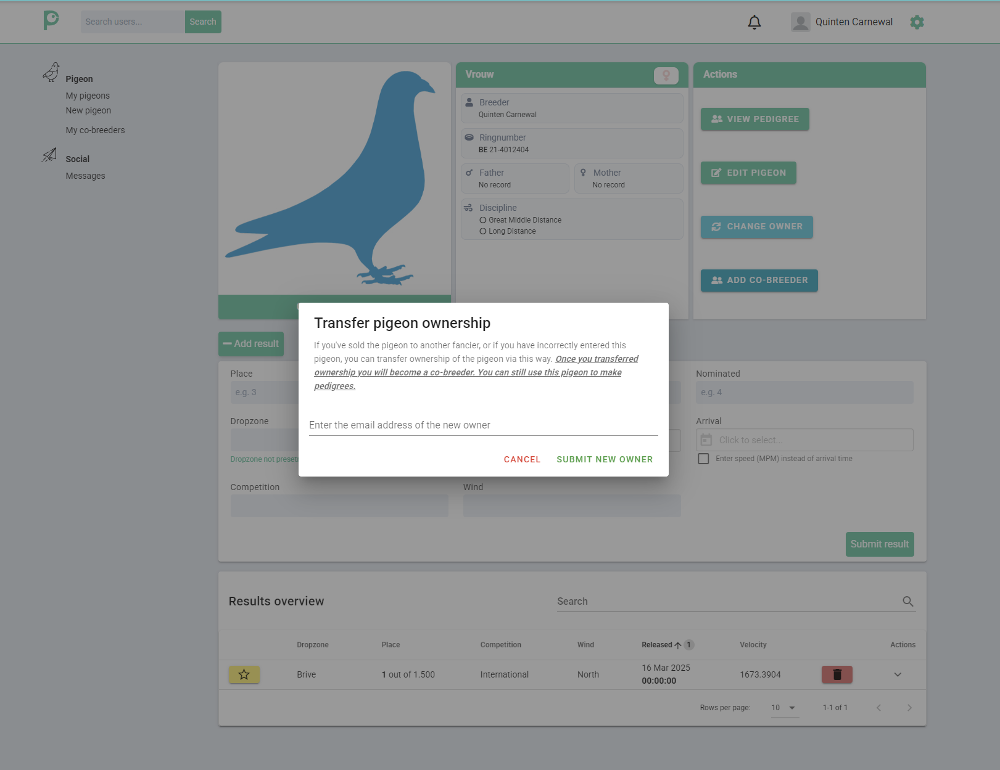 Search users...
Search
Quinten Carnewal
Pigeon
My pigeons
New pigeon
My co-breeders
Social
Messages
Vrouw
Breeder
Quinten Carnewal
Ringnumber
BE 21-4012404
Father
No record
Mother
No record
Discipline
Great Middle Distance
Long Distance
Actions
VIEW PEDIGREE
EDIT PIGEON
CHANGE OWNER
ADD CO-BREEDER
Transfer pigeon ownership
If you've sold the pigeon to another fancier, or if you have incorrectly entered this
pigeon, you can transfer ownership of the pigeon via this way. Once you transferred
ownership you will become a co-breeder. You can still use this pigeon to make
pedigrees.
Enter the email address of the new owner
CANCEL
SUBMIT NEW OWNER
Add result
Place
e.g. 3
Nominated
e.g. 4
Dropzone
Dropzone not
Arrival
Click to select...
Enter speed (MPM) instead of arrival time
Competition
Wind
Submit result
Results overview
Search
Dropzone Place Competition Wind Released 1 Velocity Actions
Brive 1 out of 1.500 International North 16 Mar 2025 00:00:00 1673.3904
Rows per page: 10 1-1 of 1